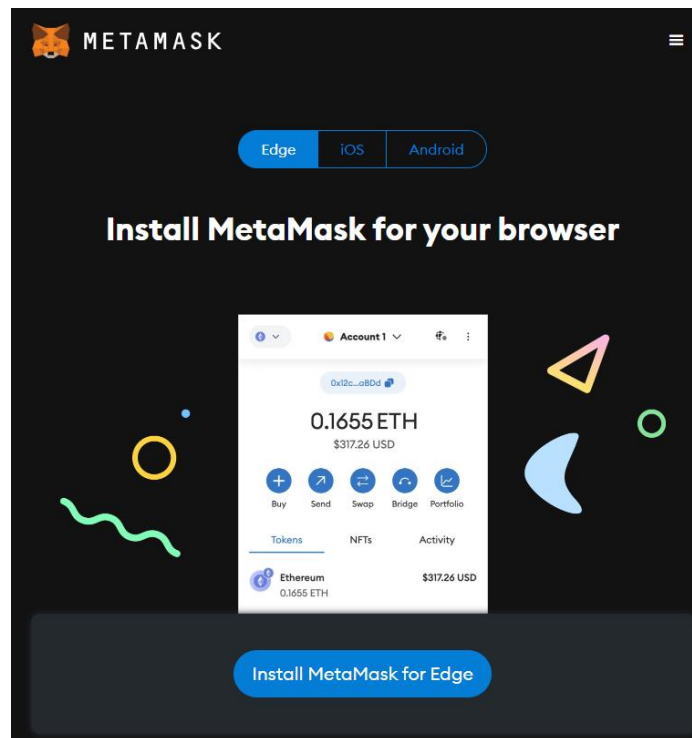 METAMASK
Edge iOS Android
Install MetaMask for your browser
Account 1
0x12c...aBDd
0.1655 ETH
$317.26 USD
Buy Send Swap Bridge Portfolio
Tokens NFTs Activity
Ethereum $317.26 USD
0.1655 ETH
Install MetaMask for Edge